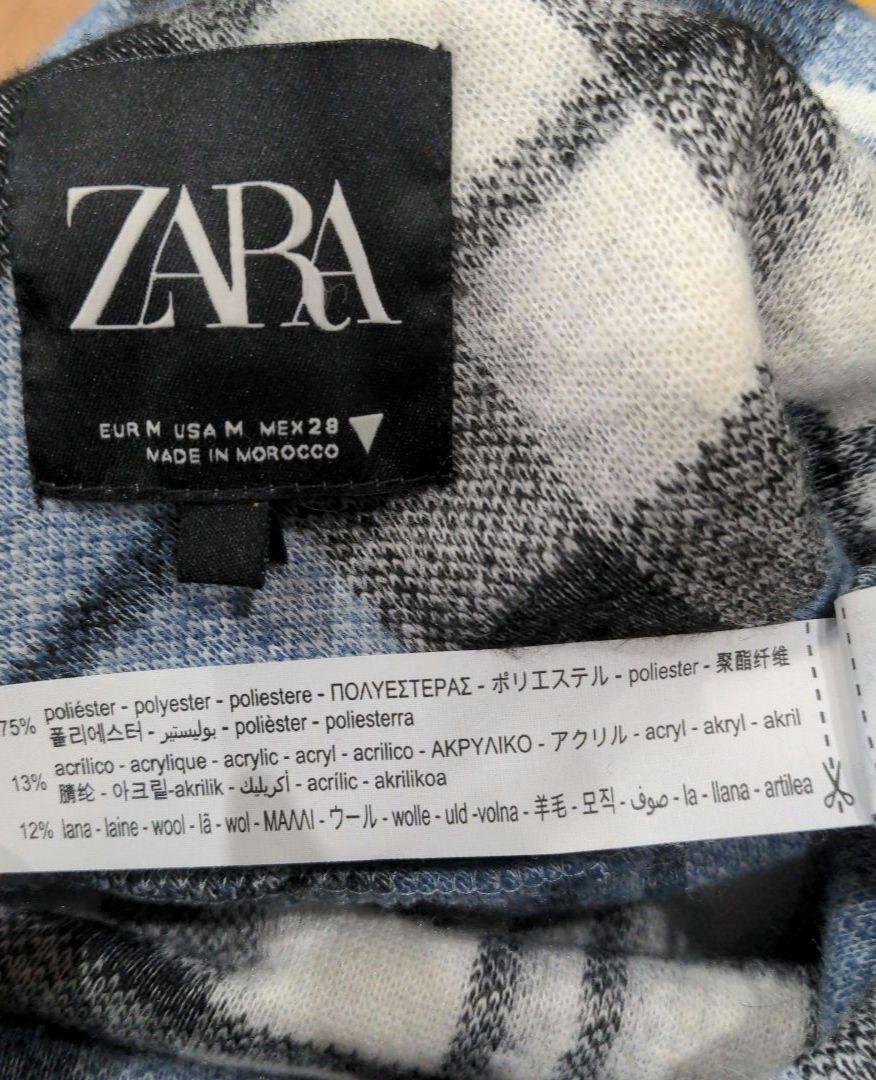 ZARA
EUR M USA M MEX 28
MADE IN MOROCCO
75% poliéster - polyester - poliestere - ΠΟΛΥΕΣΤΕΡΑΣ - ポリエステル - poliester - 聚酯纤维
폴리에스터 - بوليستير - polièster - poliesterra
13% acrílico - acrylique - acrylic - acryl - acrilico - ΑΚΡΥΛΙΚΟ - アクリル - acryl - akryl - akril
腈纶 - 아크릴-akrilik - أكريليك - acrílic - akrilikoa
12% lana - laine - wool - lã - wol - ΜΑΛΛΙ - ウール - wolle - uld -volna - 羊毛 - 모직 - صوف - la - llana - artilea